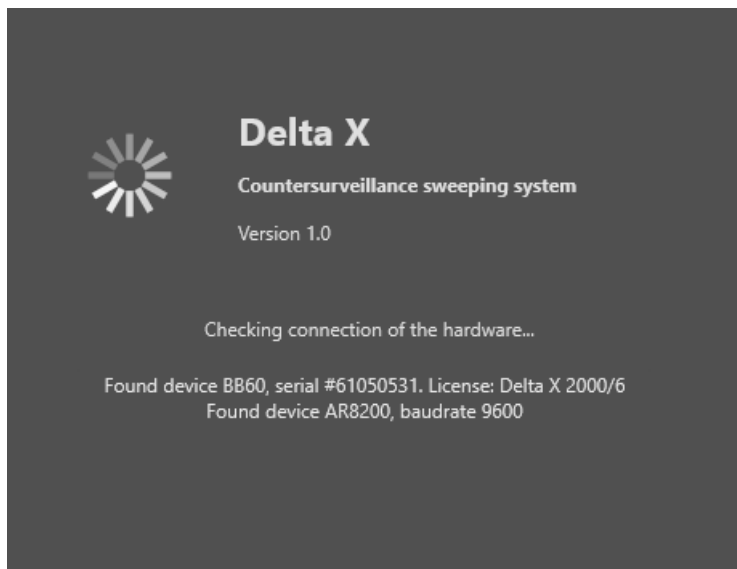 Delta X
Countersurveillance sweeping system
Version 1.0
Checking connection of the hardware...
Found device BB60, serial #61050531. License: Delta X 2000/6
Found device AR8200, baudrate 9600